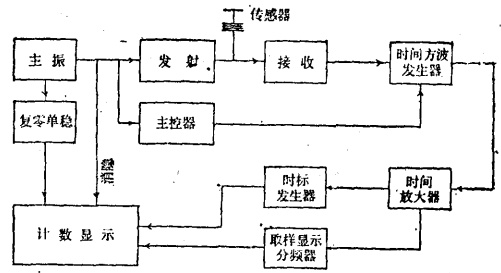 传感器
主振
发射
接收
时间方波
发生器
复零单稳
主控器
消隐
时标
发生器
时间
放大器
计数显示
取样显示
分频器